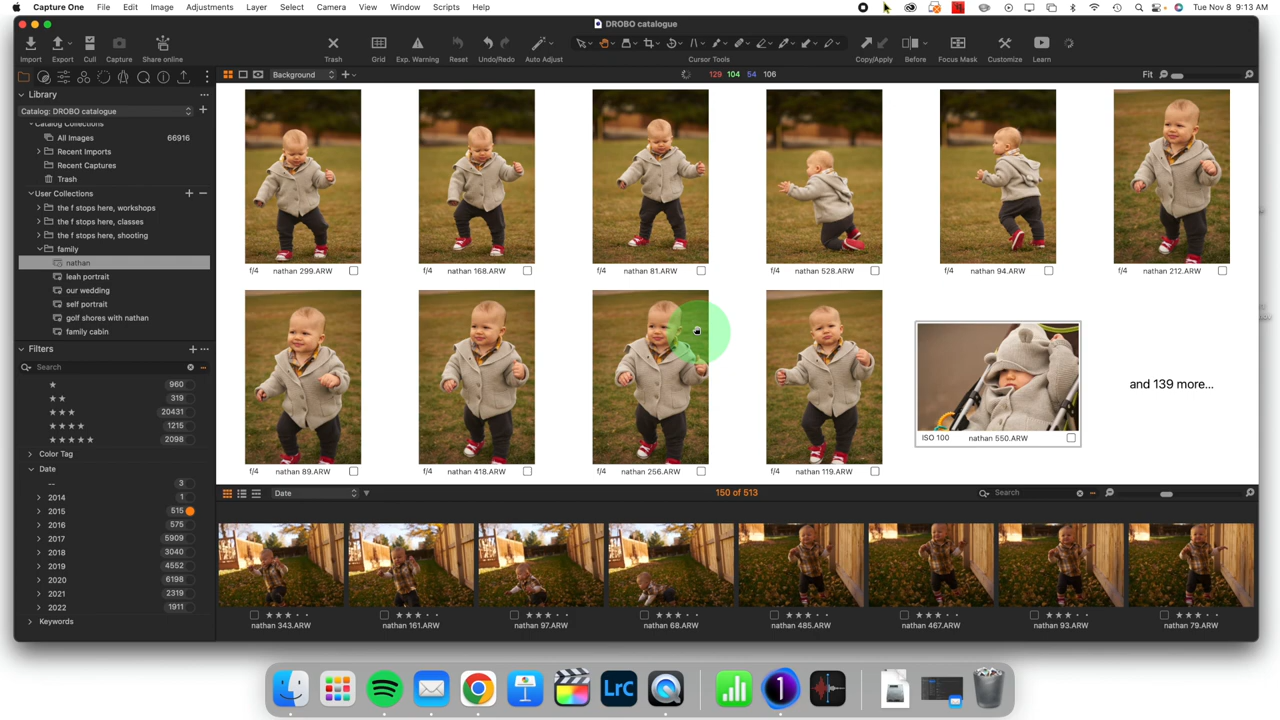 Capture One File Edit Image Adjustments Layer Select Camera View Window Scripts Help Tue Nov 8 9:13 AM
DROBO catalogue
Import Export Cull Capture Share online Trash Grid Exp. Warning Reset Undo/Redo Auto Adjust Cursor Tools Copy/Apply Before Focus Mask Customize Learn
Background 129 104 54 106 Fit
Library
Catalog: DROBO catalogue
Catalog Collections
All Images 66916
Recent Imports
Recent Captures
Trash
User Collections
the f stops here, workshops
the f stops here, classes
the f stops here, shooting
family
nathan
leah portrait
our wedding
self portrait
golf shores with nathan
family cabin
Filters
Search
960
319
20431
1215
2098
Color Tag
Date
-- 3
2014 1
2015 515
2016 575
2017 5909
2018 3040
2019 4552
2020 6198
2021 2319
2022 1911
Keywords
f/4 nathan 299.ARW
f/4 nathan 168.ARW
f/4 nathan 81.ARW
f/4 nathan 528.ARW
f/4 nathan 94.ARW
f/4 nathan 212.ARW
f/4 nathan 89.ARW
f/4 nathan 418.ARW
f/4 nathan 256.ARW
f/4 nathan 119.ARW
ISO 100 nathan 550.ARW
and 139 more...
Date 150 of 513 Search
nathan 343.ARW
nathan 161.ARW
nathan 97.ARW
nathan 68.ARW
nathan 485.ARW
nathan 467.ARW
nathan 93.ARW
nathan 79.ARW
LrC
1